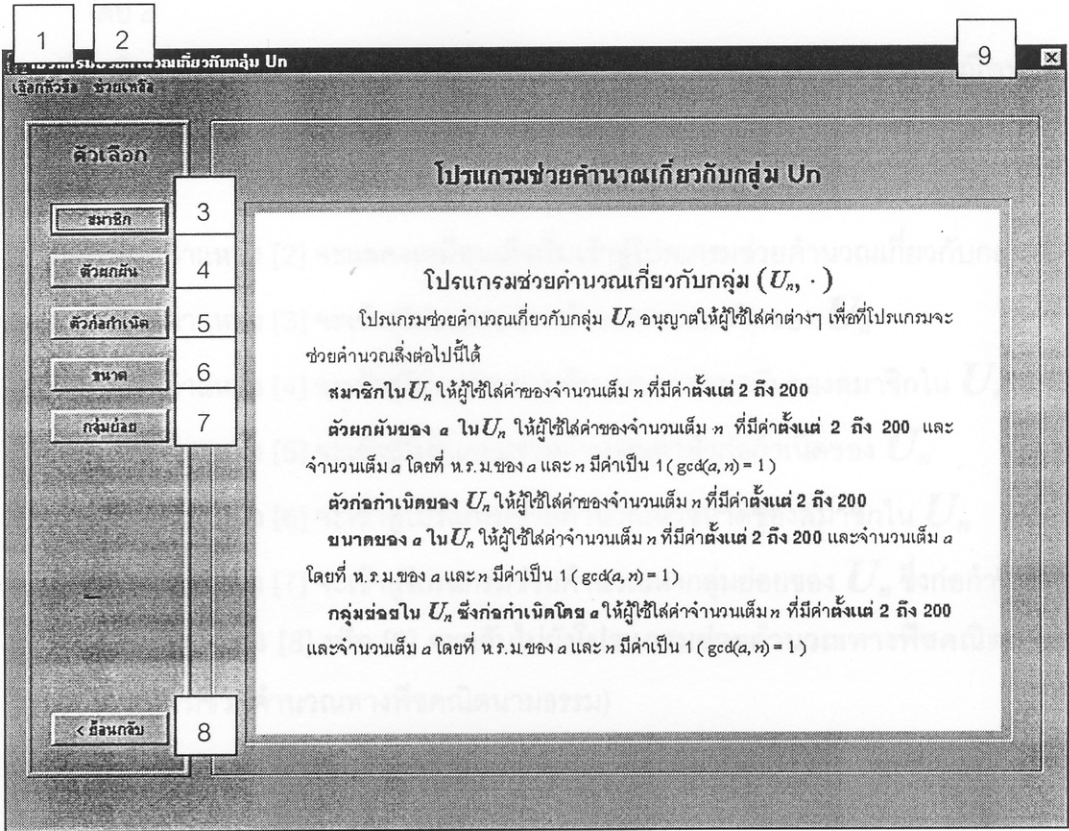 1 2 9
โปรแกรมช่วยคำนวณเกี่ยวกับกลุ่ม Un
เลือกหัวข้อ ช่วยเหลือ
ตัวเลือก
โปรแกรมช่วยคำนวณเกี่ยวกับกลุ่ม Un
สมาชิก 3
ตัวผกผัน 4
ตัวก่อกำเนิด 5
ขนาด 6
กลุ่มย่อย 7
< ย้อนกลับ 8
โปรแกรมช่วยคำนวณเกี่ยวกับกลุ่ม (Uₙ, · )
โปรแกรมช่วยคำนวณเกี่ยวกับกลุ่ม Uₙ อนุญาตให้ผู้ใช้ใส่ค่าต่างๆ เพื่อที่โปรแกรมจะ
ช่วยคำนวณสิ่งต่อไปนี้ได้
สมาชิกใน Uₙ ให้ผู้ใช้ใส่ค่าของจำนวนเต็ม n ที่มีค่าตั้งแต่ 2 ถึง 200
ตัวผกผันของ a ใน Uₙ ให้ผู้ใช้ใส่ค่าของจำนวนเต็ม n ที่มีค่าตั้งแต่ 2 ถึง 200 และ
จำนวนเต็ม a โดยที่ ห.ร.ม.ของ a และ n มีค่าเป็น 1 ( gcd(a, n) = 1 )
ตัวก่อกำเนิดของ Uₙ ให้ผู้ใช้ใส่ค่าของจำนวนเต็ม n ที่มีค่าตั้งแต่ 2 ถึง 200
ขนาดของ a ใน Uₙ ให้ผู้ใช้ใส่ค่าจำนวนเต็ม n ที่มีค่าตั้งแต่ 2 ถึง 200 และจำนวนเต็ม a
โดยที่ ห.ร.ม.ของ a และ n มีค่าเป็น 1 ( gcd(a, n) = 1 )
กลุ่มย่อยใน Uₙ ซึ่งก่อกำเนิดโดย a ให้ผู้ใช้ใส่ค่าจำนวนเต็ม n ที่มีค่าตั้งแต่ 2 ถึง 200
และจำนวนเต็ม a โดยที่ ห.ร.ม.ของ a และ n มีค่าเป็น 1 ( gcd(a, n) = 1 )